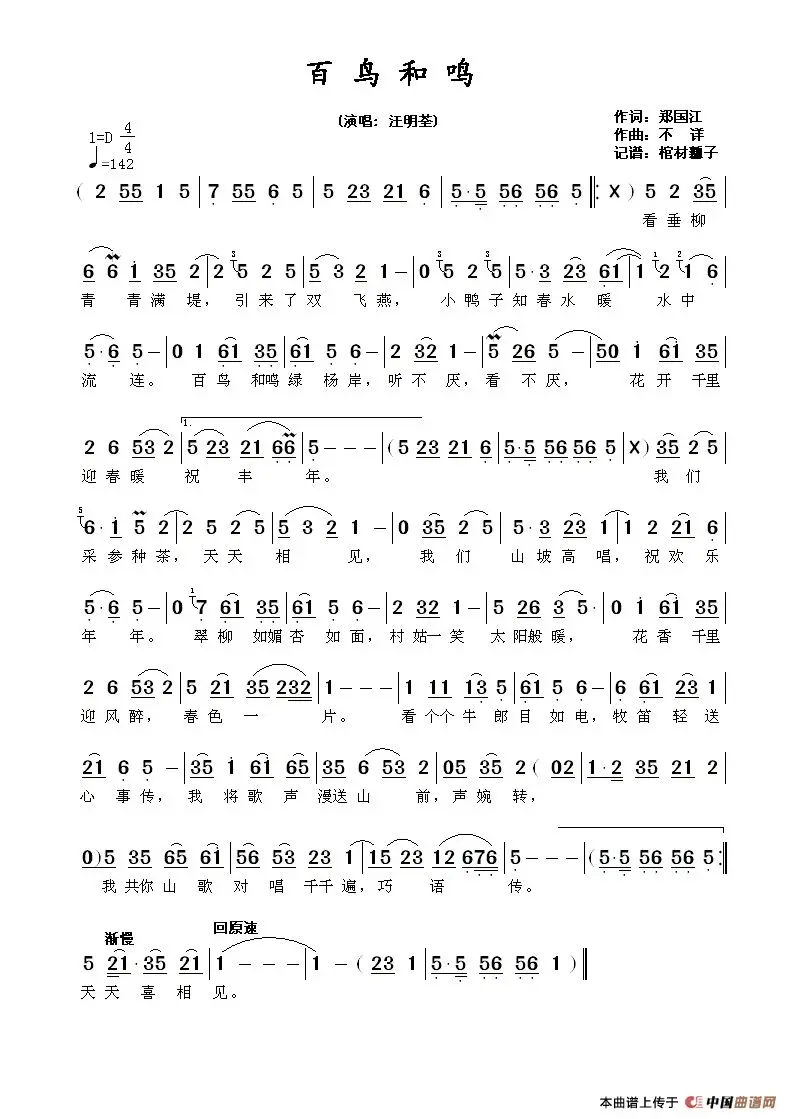 百鸟和鸣
(演唱：汪明荃)
作词：郑国江
作曲：不 详
1=D 4/4
♩=142
( 2 55 1 5 | 7 55 6 5 | 5 23 21 6 | 5·5 56 56 5 :| X ) 5 2 35 |
看 垂 柳
6 6 i 35 2 | 2 3 5 2 5 | 5 3 2 1 – | 0 3 5 2 5 | 5·3 23 61 | 1 1 2 2 1 6 |
青 青 满 堤， 引 来 了 双 飞 燕， 小 鸭 子 知 春 水 暖 水 中
5·6 5 – | 0 1 61 35 | 61 5 6 – | 2 32 1 – | 5 26 5 | 50 i 61 35 |
流 连。 百 鸟 和鸣 绿 杨 岸，听 不 厌，看 不 厌， 花 开 千里
1.
2 6 53 2 | 5 23 21 66 | 5 – – – | ( 5 23 21 6 | 5·5 56 56 5 | X ) 35 2 5 |
迎 春 暖 祝 丰 年。 我 们
5 6·i 5 2 | 2 5 2 5 | 5 3 2 1 – | 0 35 2 5 | 5·3 23 1 | 1 2 21 6 |
采 参 种 茶， 天 天 相 见， 我 们 山 坡 高 唱，祝 欢 乐
5·6 5 – | 0 1 7 61 35 | 61 5 6 – | 2 32 1 – | 5 26 3 5· | 0 i 61 35 |
年 年。 翠 柳 如媚 杏 如 面，村 姑一 笑 太 阳般 暖， 花 香 千里
2 6 53 2 | 5 21 35 232 | 1 – – – | 1 11 13 5 | 61 5 5 6 | 5 61 23 1 |
迎 风 醉， 春 色 一 片。 看 个个 牛 郎 目 如 电，牧 笛 轻 送
21 6 5 – | 35 i 61 65 | 35 6 53 2 | 05 35 2 ( 02 | 1·2 35 21 2 |
心 事 传， 我 将 歌 声 漫送 山 前，声 婉 转，
0) 5 35 65 61 | 56 53 23 1 | 15 23 12 676 | 5 – – – | ( 5·5 56 56 5 :|
我 共你 山 歌 对 唱 千千 遍，巧 语 传。
渐慢
回原速
5 21·35 21 | 1 – – – | 1 – ( 23 1 | 5·5 56 56 1 ) ‖
天 天 喜 相 见。
本曲谱上传于 中国曲谱网